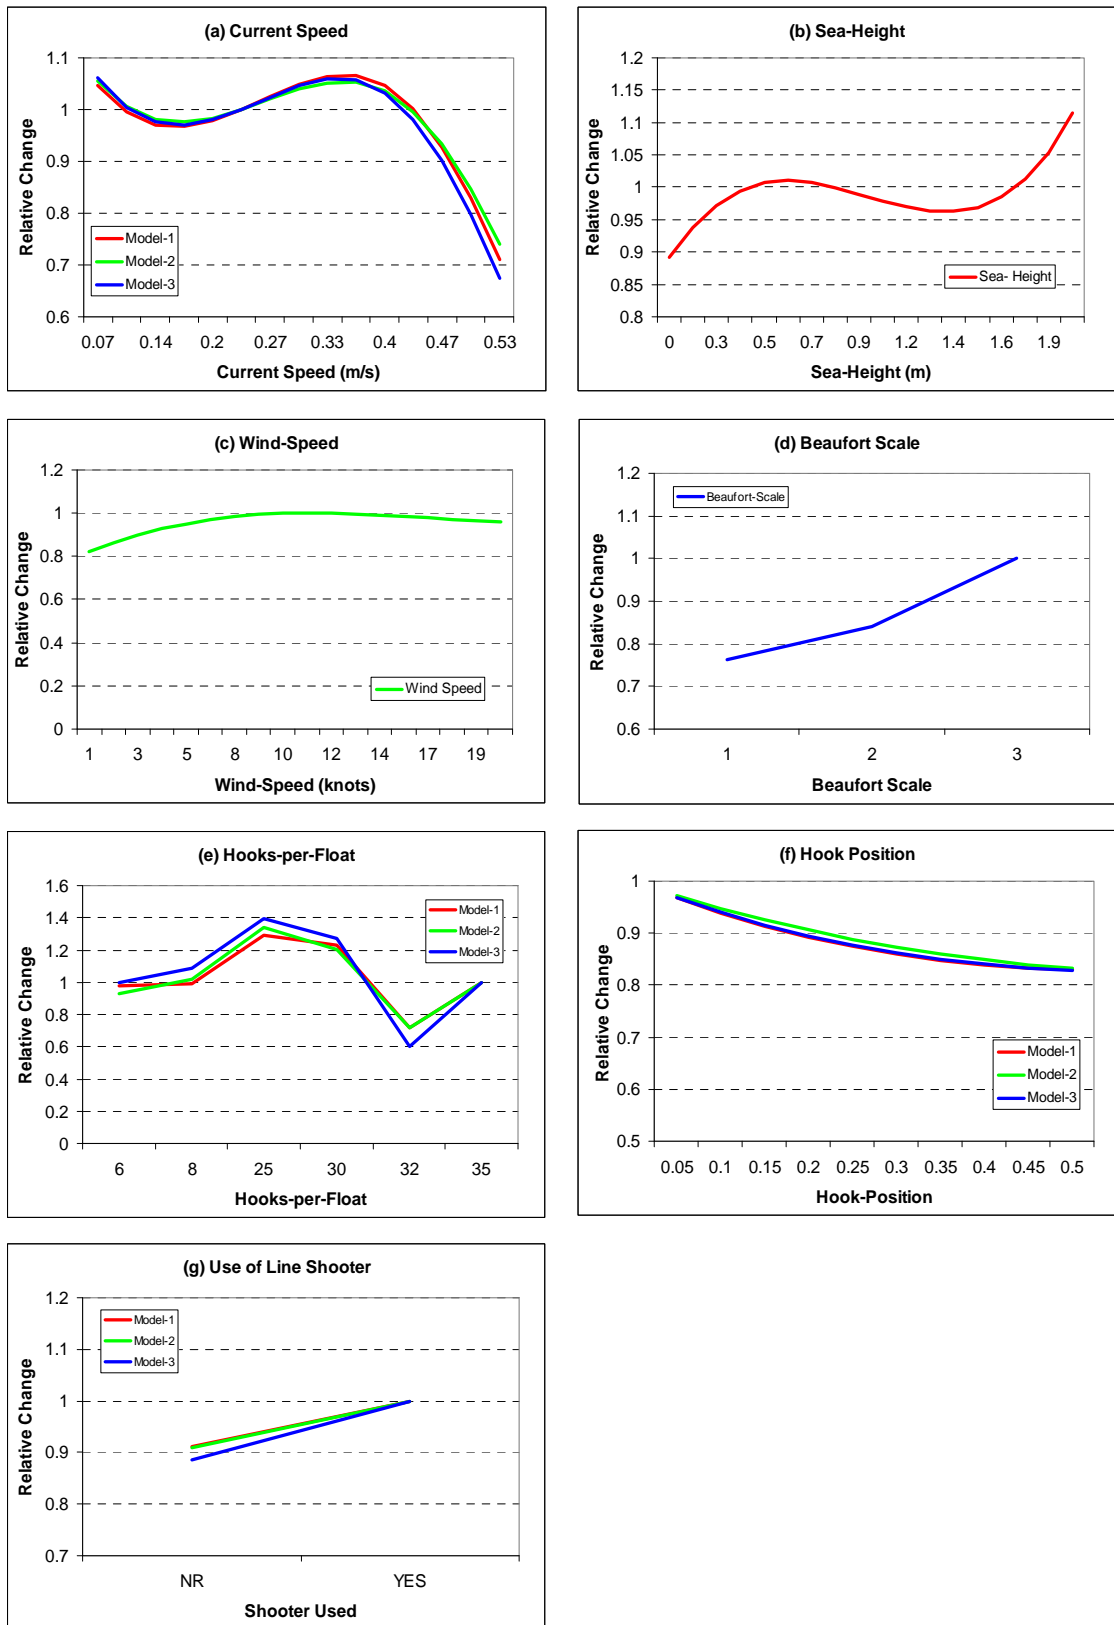 (a) Current Speed
Relative Change
1.1
1
0.9
0.8
0.7
0.6
Model-1
Model-2
Model-3
0.07 0.14 0.2 0.27 0.33 0.4 0.47 0.53
Current Speed (m/s)
(b) Sea-Height
Relative Change
1.2
1.15
1.1
1.05
1
0.95
0.9
0.85
0.8
Sea- Height
0 0.3 0.5 0.7 0.9 1.2 1.4 1.6 1.9
Sea-Height (m)
(c) Wind-Speed
Relative Change
1.2
1
0.8
0.6
0.4
0.2
0
Wind Speed
1 3 5 8 10 12 14 17 19
Wind-Speed (knots)
(d) Beaufort Scale
Relative Change
1.2
1.1
1
0.9
0.8
0.7
0.6
Beaufort-Scale
1 2 3
Beaufort Scale
(e) Hooks-per-Float
Relative Change
1.6
1.4
1.2
1
0.8
0.6
0.4
0.2
0
Model-1
Model-2
Model-3
6 8 25 30 32 35
Hooks-per-Float
(f) Hook Position
Relative Change
1
0.9
0.8
0.7
0.6
0.5
Model-1
Model-2
Model-3
0.05 0.1 0.15 0.2 0.25 0.3 0.35 0.4 0.45 0.5
Hook-Position
(g) Use of Line Shooter
Relative Change
1.2
1.1
1
0.9
0.8
0.7
Model-1
Model-2
Model-3
NR YES
Shooter Used